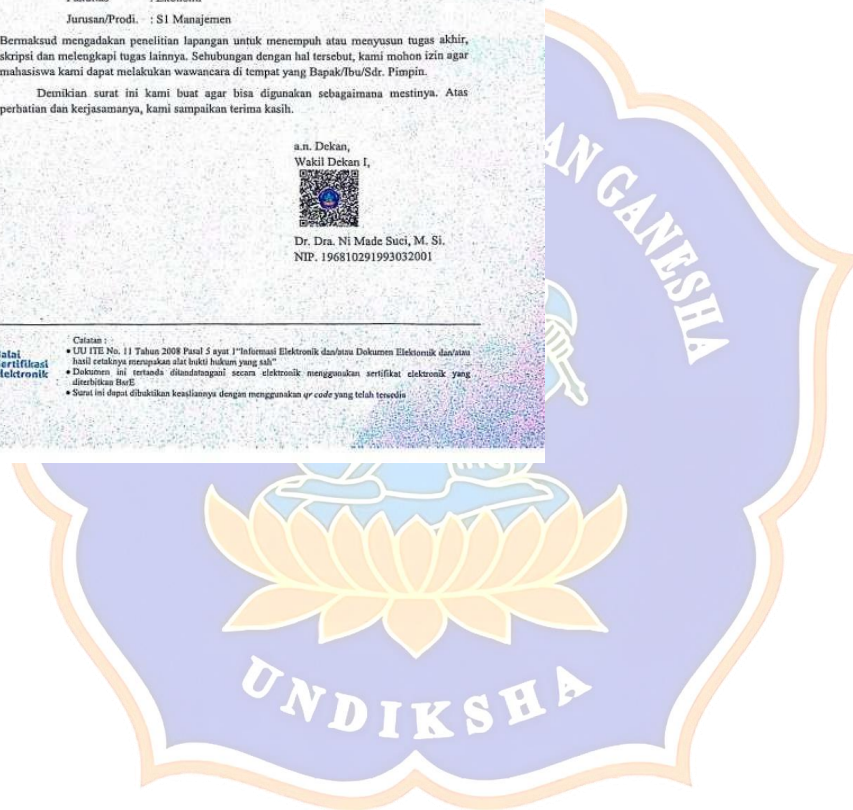 Jurusan/Prodi. : S1 Manajemen
Bermaksud mengadakan penelitian lapangan untuk menempuh atau menyusun tugas akhir,
skripsi dan melengkapi tugas lainnya. Sehubungan dengan hal tersebut, kami mohon izin agar
mahasiswa kami dapat melakukan wawancara di tempat yang Bapak/Ibu/Sdr. Pimpin.
Demikian surat ini kami buat agar bisa digunakan sebagaimana mestinya. Atas
perhatian dan kerjasamanya, kami sampaikan terima kasih.
a.n. Dekan,
Wakil Dekan I,
Dr. Dra. Ni Made Suci, M. Si.
NIP. 196810291993032001
Catatan :
• UU ITE No. 11 Tahun 2008 Pasal 5 ayat 1 "Informasi Elektronik dan/atau Dokumen Elektronik dan/atau
hasil cetaknya merupakan alat bukti hukum yang sah"
• Dokumen ini tertanda ditandatangani secara elektronik menggunakan sertifikat elektronik yang
diterbitkan BsrE
• Surat ini dapat dibuktikan keasliannya dengan menggunakan qr code yang telah tersedia
alai
ertifikasi
lektronik
AN GANESHA
UNDIKSHA